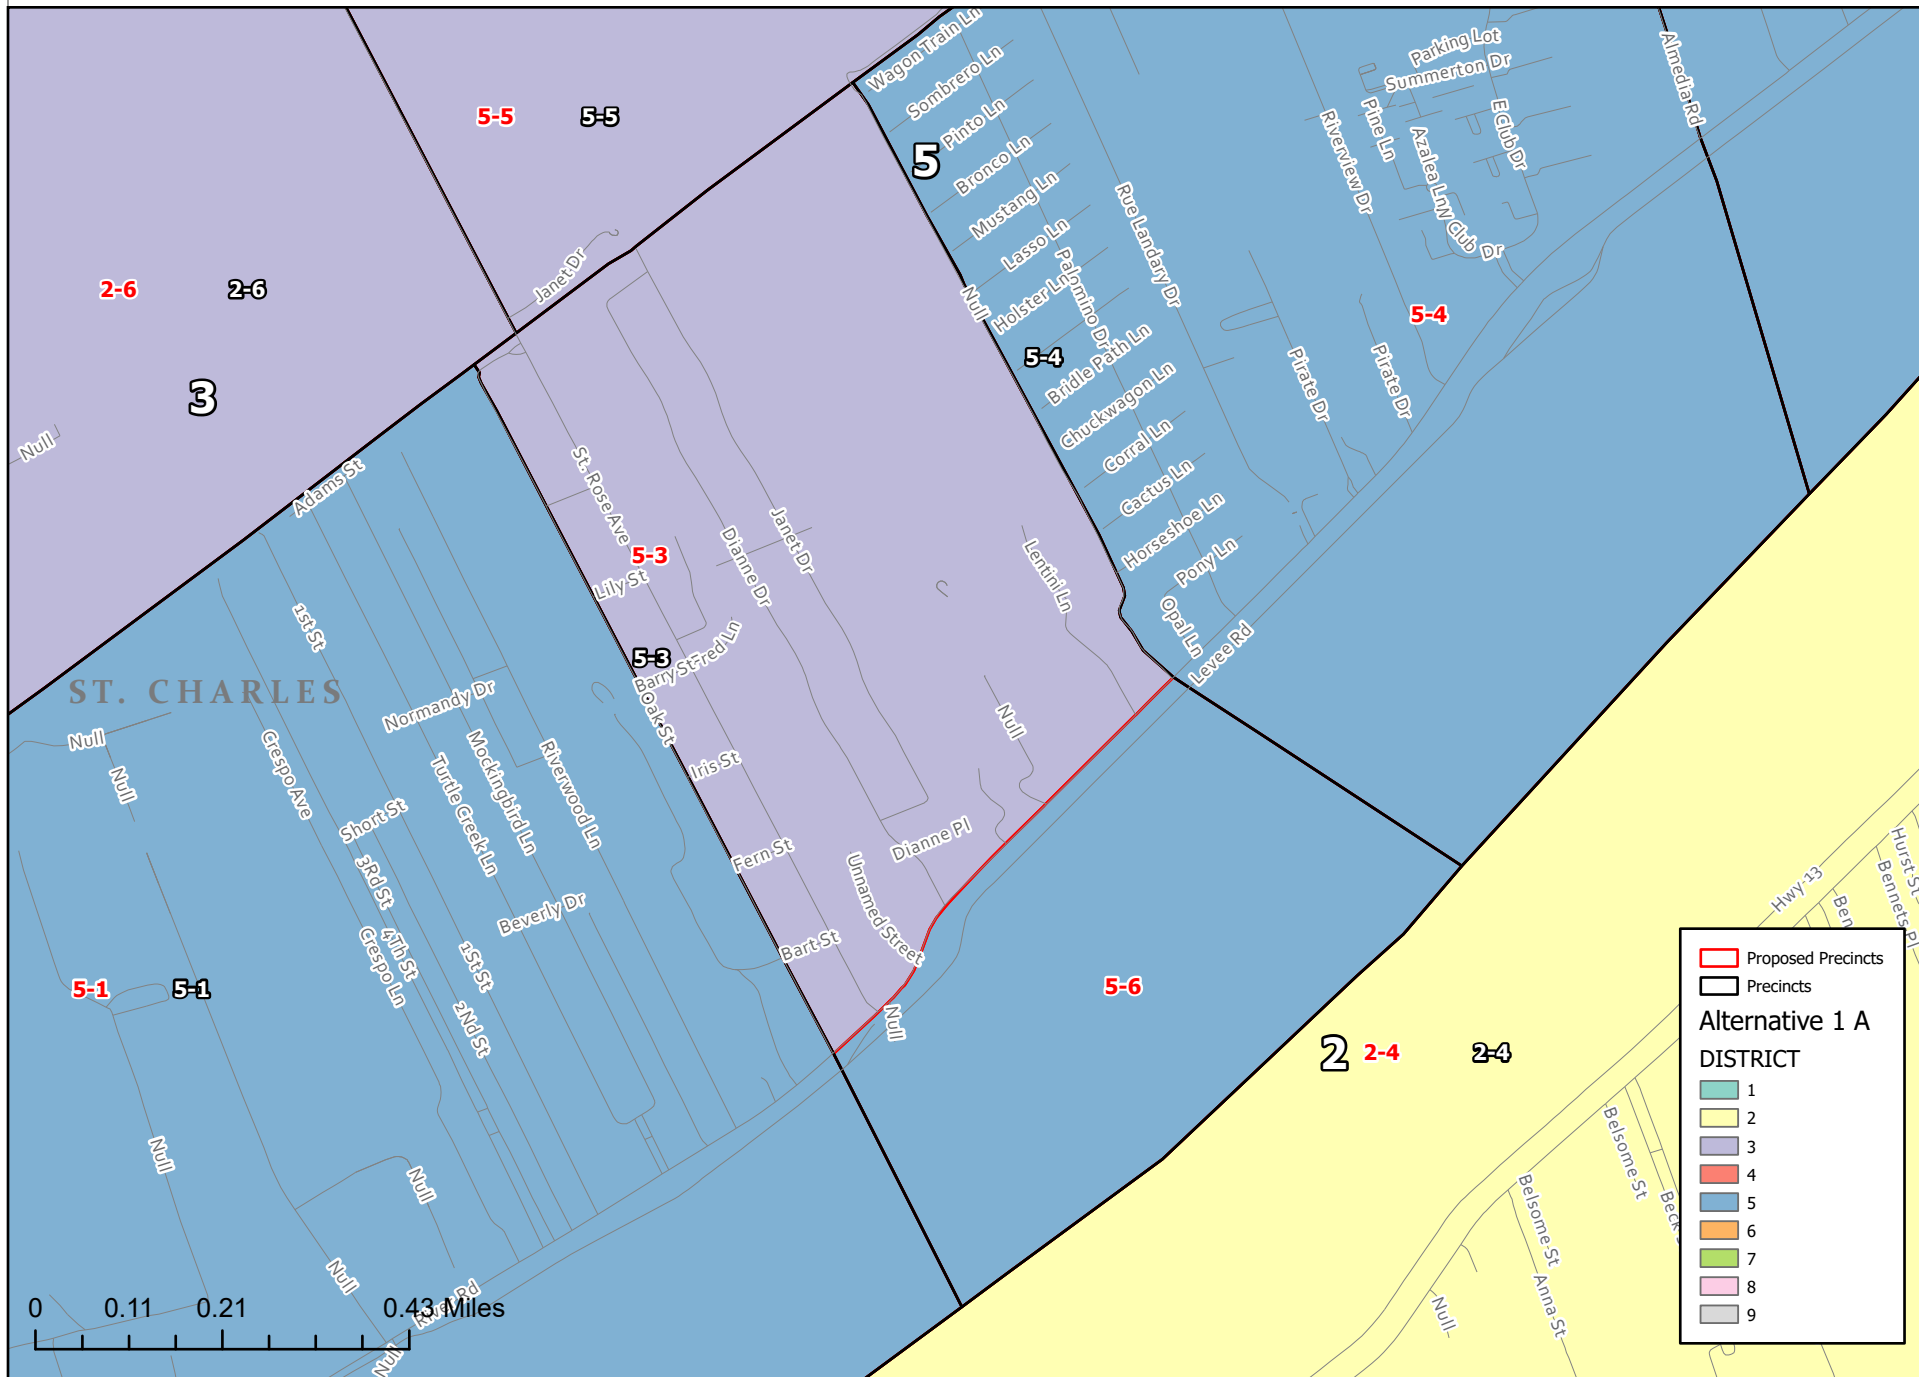 Wagon Train Ln
Sombrero Ln
Pinto Ln
Bronco Ln
Mustang Ln
Lasso Ln
Holster Ln
Palomino Dr
Bridle Path Ln
Chuckwagon Ln
Corral Ln
Cactus Ln
Horseshoe Ln
Pony Ln
Opal Ln
Levee Rd
Rue Landary Dr
Riverview Dr
Parking Lot
Summerton Dr
Pine Ln
Azalea Ln
E Club Dr
N Club Dr
Almedia Rd
Pirate Dr
Pirate Dr
5-5
5-5
5
2-6
2-6
3
5-4
5-4
Null
Null
Janet Dr
Adams St
St. Rose Ave
5-3
Lily St
Dianne Dr
Janet Dr
Lentini Ln
5-3
Barry St
Fred Ln
Oak St
Iris St
Fern St
Bart St
Dianne Pl
Unnamed Street
Null
Null
ST. CHARLES
Null
Null
1st St
Normandy Dr
Crespo Ave
Short St
Turtle Creek Ln
Mockingbird Ln
Riverwood Ln
Beverly Dr
3Rd St
4Th St
Crespo Ln
1St St
2Nd St
5-1
5-1
Null
Null
Null
Null
River Rd
5-6
2
2-4
2-4
Hwy-13
Hurst-St
Bennets-Pl
Ben
Belsome-St
Beck
Belsome-St
Anna-St
Null
0 0.11 0.21 0.43 Miles
Proposed Precincts
Precincts
Alternative 1 A
DISTRICT
1
2
3
4
5
6
7
8
9